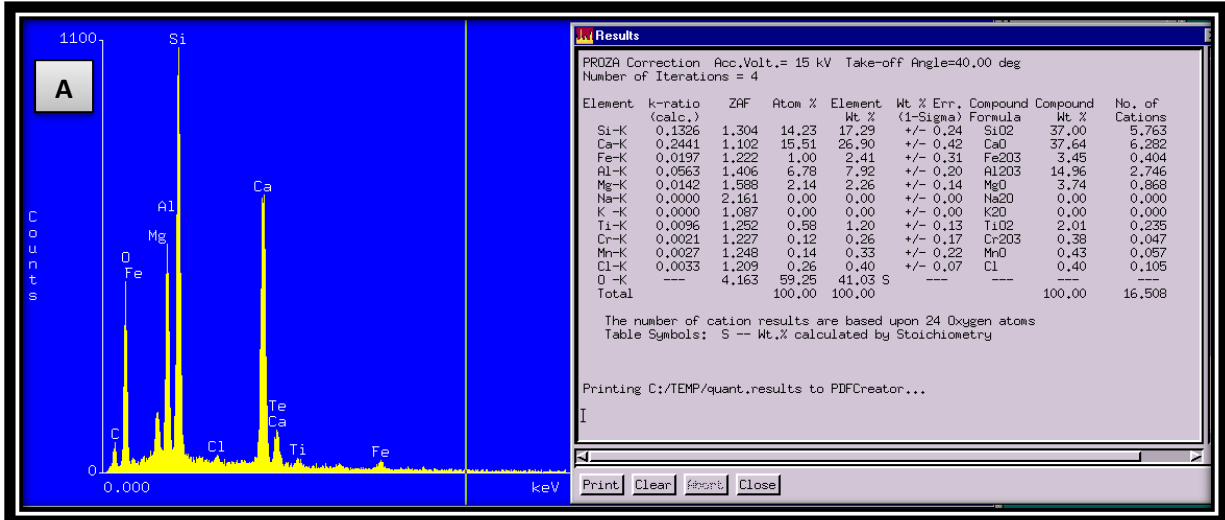 A
1100
Si
Ca
Al
Mg
O
Fe
Te
Ca
C
Cl
Ti
Fe
Counts
0
0.000
keV
Results
PROZA Correction Acc.Volt.= 15 kV Take-off Angle=40.00 deg
Number of Iterations = 4
Element k-ratio ZAF Atom % Element Wt % Err. Compound Compound No. of
(calc.) Wt % (1-Sigma) Formula Wt % Cations
Si-K 0.1326 1.304 14.23 17.29 +/- 0.24 SiO2 37.00 5.763
Ca-K 0.2441 1.102 15.51 26.90 +/- 0.42 CaO 37.64 6.282
Fe-K 0.0197 1.222 1.00 2.41 +/- 0.31 Fe2O3 3.45 0.404
Al-K 0.0563 1.406 6.78 7.92 +/- 0.20 Al2O3 14.96 2.746
Mg-K 0.0142 1.588 2.14 2.26 +/- 0.14 MgO 3.74 0.868
Na-K 0.0000 2.161 0.00 0.00 +/- 0.00 Na2O 0.00 0.000
K -K 0.0000 1.087 0.00 0.00 +/- 0.00 K2O 0.00 0.000
Ti-K 0.0096 1.252 0.58 1.20 +/- 0.13 TiO2 2.01 0.235
Cr-K 0.0021 1.227 0.12 0.26 +/- 0.17 Cr2O3 0.38 0.047
Mn-K 0.0027 1.248 0.14 0.33 +/- 0.22 MnO 0.43 0.057
Cl-K 0.0033 1.209 0.26 0.40 +/- 0.07 Cl 0.40 0.105
O -K --- 4.163 59.25 41.03 S --- --- --- ---
Total 100.00 100.00 100.00 16.508
The number of cation results are based upon 24 Oxygen atoms
Table Symbols: S -- Wt.% calculated by Stoichiometry
Printing C:/TEMP/quant.results to PDFCreator...
Print Clear Abort Close